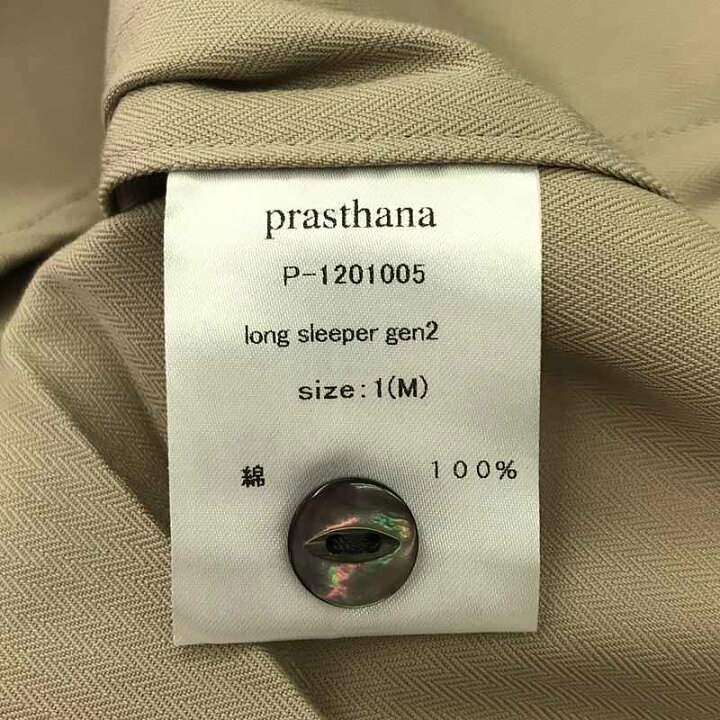 prasthana
P-1201005
long sleeper gen2
size:1(M)
綿 100%